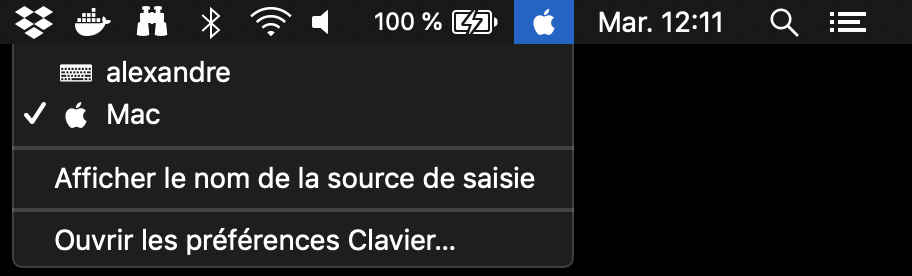 100 %
Mar. 12:11
alexandre
Mac
Afficher le nom de la source de saisie
Ouvrir les préférences Clavier...